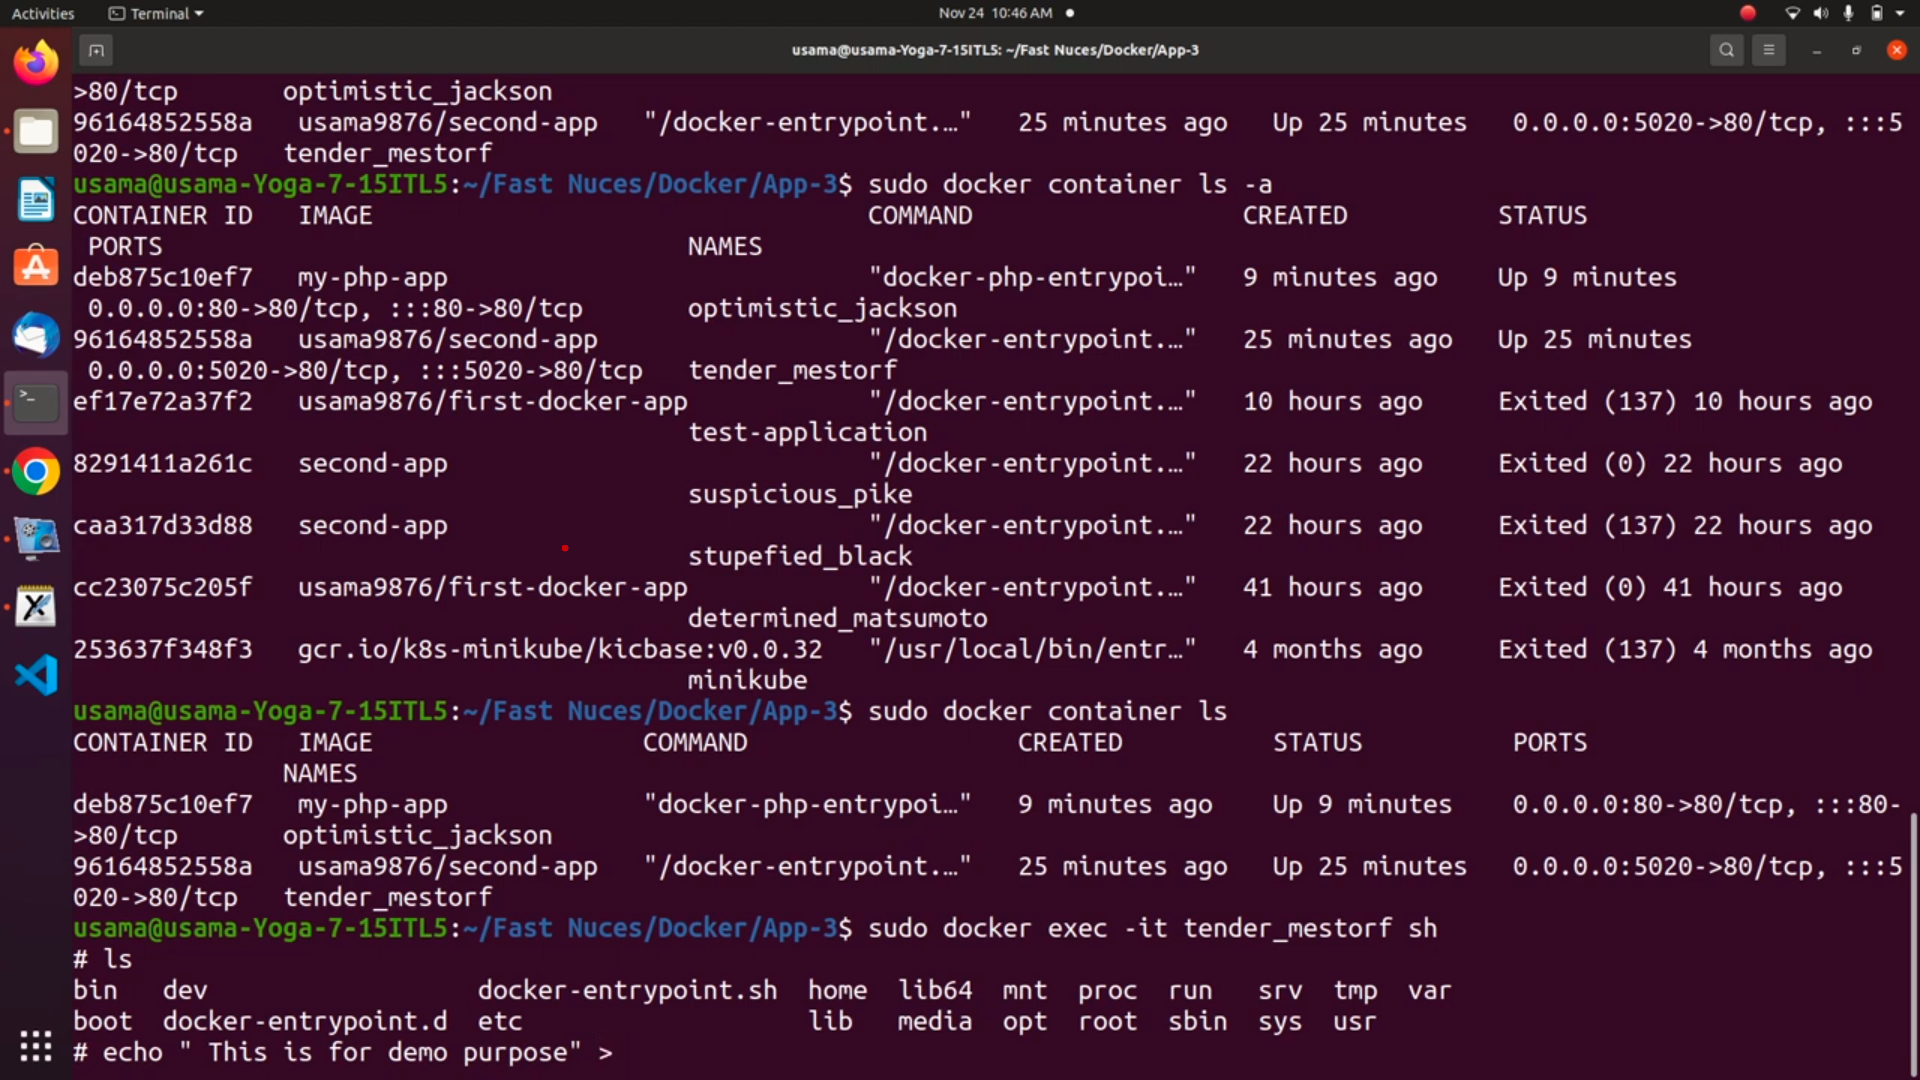 Activities Terminal Nov 24 10:46 AM
usama@usama-Yoga-7-15ITL5: ~/Fast Nuces/Docker/App-3
>80/tcp optimistic_jackson
96164852558a usama9876/second-app "/docker-entrypoint.…" 25 minutes ago Up 25 minutes 0.0.0.0:5020->80/tcp, :::5
020->80/tcp tender_mestorf
usama@usama-Yoga-7-15ITL5:~/Fast Nuces/Docker/App-3$ sudo docker container ls -a
CONTAINER ID IMAGE COMMAND CREATED STATUS
PORTS NAMES
deb875c10ef7 my-php-app "docker-php-entrypoi…" 9 minutes ago Up 9 minutes
0.0.0.0:80->80/tcp, :::80->80/tcp optimistic_jackson
96164852558a usama9876/second-app "/docker-entrypoint.…" 25 minutes ago Up 25 minutes
0.0.0.0:5020->80/tcp, :::5020->80/tcp tender_mestorf
ef17e72a37f2 usama9876/first-docker-app "/docker-entrypoint.…" 10 hours ago Exited (137) 10 hours ago
test-application
8291411a261c second-app "/docker-entrypoint.…" 22 hours ago Exited (0) 22 hours ago
suspicious_pike
caa317d33d88 second-app "/docker-entrypoint.…" 22 hours ago Exited (137) 22 hours ago
stupefied_black
cc23075c205f usama9876/first-docker-app "/docker-entrypoint.…" 41 hours ago Exited (0) 41 hours ago
determined_matsumoto
253637f348f3 gcr.io/k8s-minikube/kicbase:v0.0.32 "/usr/local/bin/entr…" 4 months ago Exited (137) 4 months ago
minikube
usama@usama-Yoga-7-15ITL5:~/Fast Nuces/Docker/App-3$ sudo docker container ls
CONTAINER ID IMAGE COMMAND CREATED STATUS PORTS
NAMES
deb875c10ef7 my-php-app "docker-php-entrypoi…" 9 minutes ago Up 9 minutes 0.0.0.0:80->80/tcp, :::80-
>80/tcp optimistic_jackson
96164852558a usama9876/second-app "/docker-entrypoint.…" 25 minutes ago Up 25 minutes 0.0.0.0:5020->80/tcp, :::5
020->80/tcp tender_mestorf
usama@usama-Yoga-7-15ITL5:~/Fast Nuces/Docker/App-3$ sudo docker exec -it tender_mestorf sh
# ls
bin dev docker-entrypoint.sh home lib64 mnt proc run srv tmp var
boot docker-entrypoint.d etc lib media opt root sbin sys usr
# echo " This is for demo purpose" >